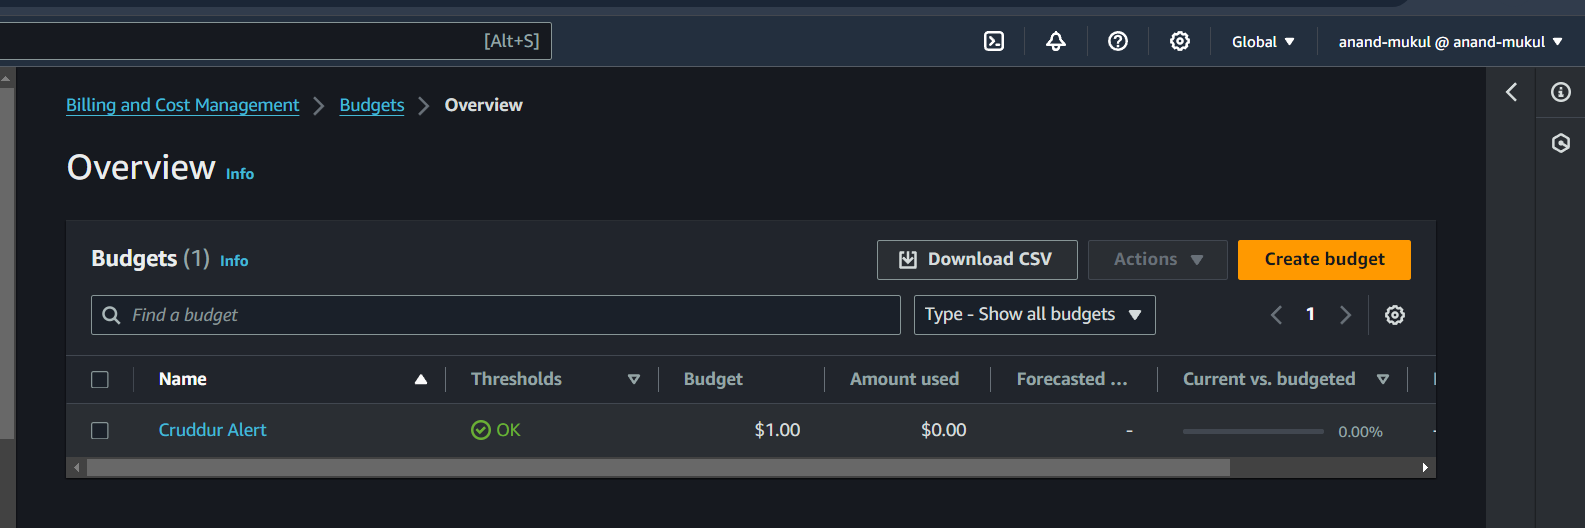 [Alt+S] Global anand-mukul @ anand-mukul
Billing and Cost Management Budgets Overview
Overview Info
Budgets (1) Info Download CSV Actions Create budget
Find a budget Type - Show all budgets 1
Name Thresholds Budget Amount used Forecasted ... Current vs. budgeted
Cruddur Alert OK $1.00 $0.00 - 0.00%